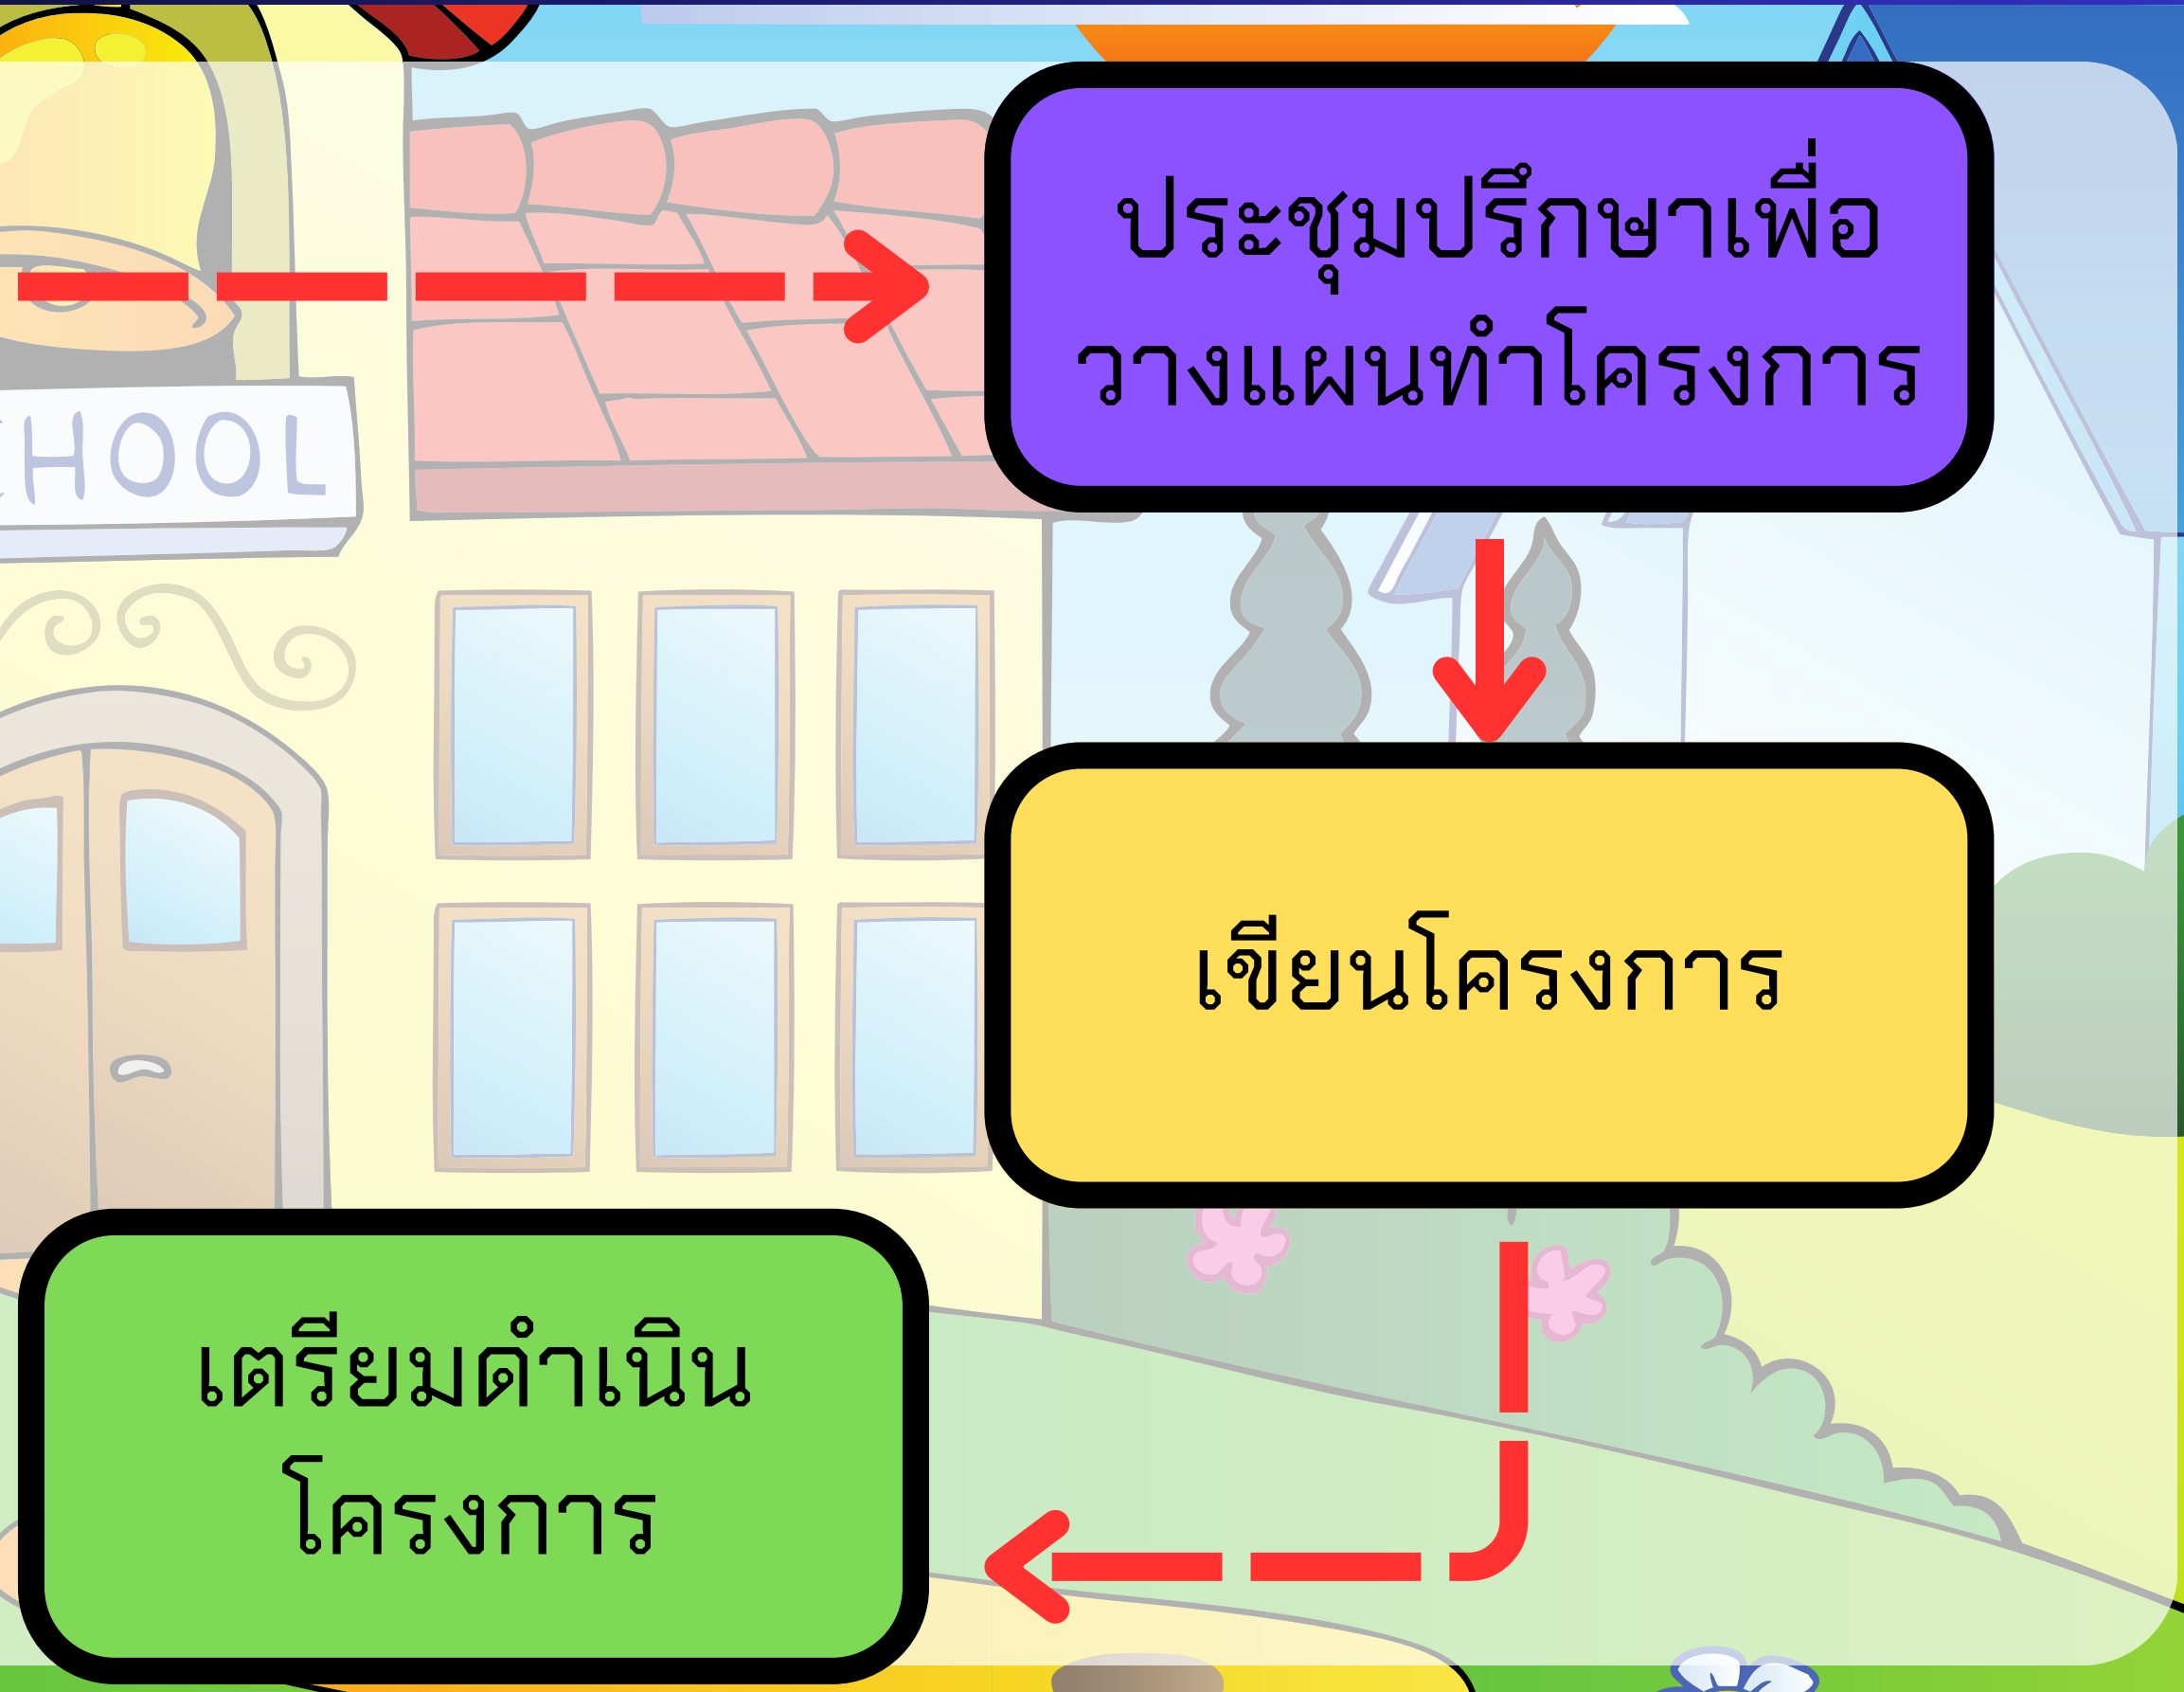 ประชุมปรึกษาเพื่อ
วางแผนทำโครงการ
HOOL
เขียนโครงการ
เตรียมดำเนิน
โครงการ